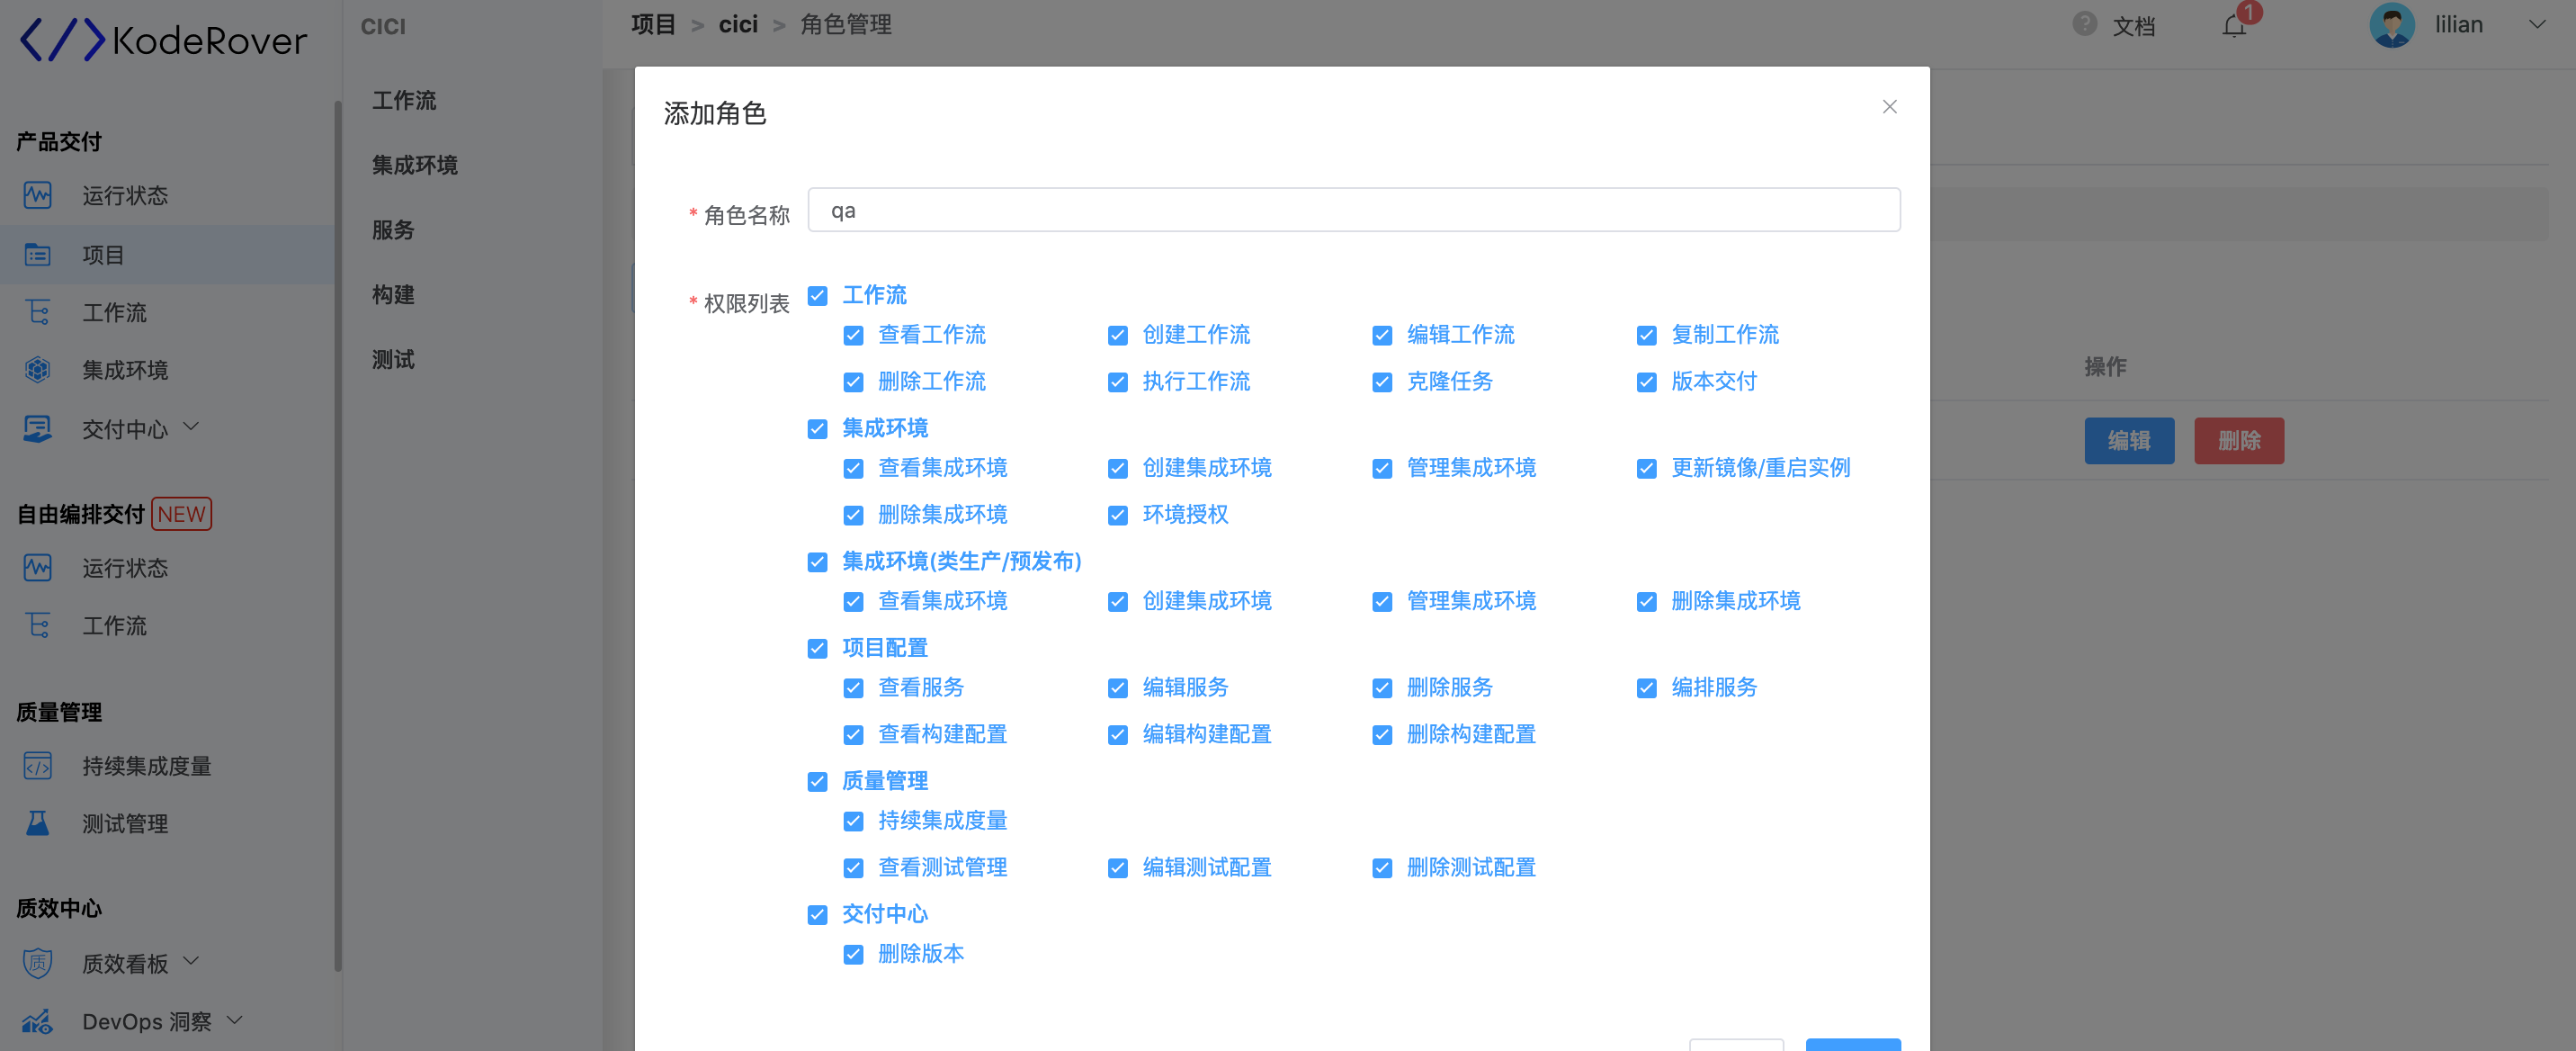 KodeRover
产品交付
运行状态
项目
工作流
集成环境
交付中心
自由编排交付 NEW
运行状态
工作流
质量管理
持续集成度量
测试管理
质效中心
质 质效看板
DevOps 洞察
CICI
工作流
集成环境
服务
构建
测试
项目 > cici > 角色管理
? 文档 1 lilian
添加角色
* 角色名称 qa
* 权限列表 工作流
查看工作流 创建工作流 编辑工作流 复制工作流
删除工作流 执行工作流 克隆任务 版本交付
集成环境
查看集成环境 创建集成环境 管理集成环境 更新镜像/重启实例
删除集成环境 环境授权
集成环境(类生产/预发布)
查看集成环境 创建集成环境 管理集成环境 删除集成环境
项目配置
查看服务 编辑服务 删除服务 编排服务
查看构建配置 编辑构建配置 删除构建配置
质量管理
持续集成度量
查看测试管理 编辑测试配置 删除测试配置
交付中心
删除版本
操作
编辑 删除